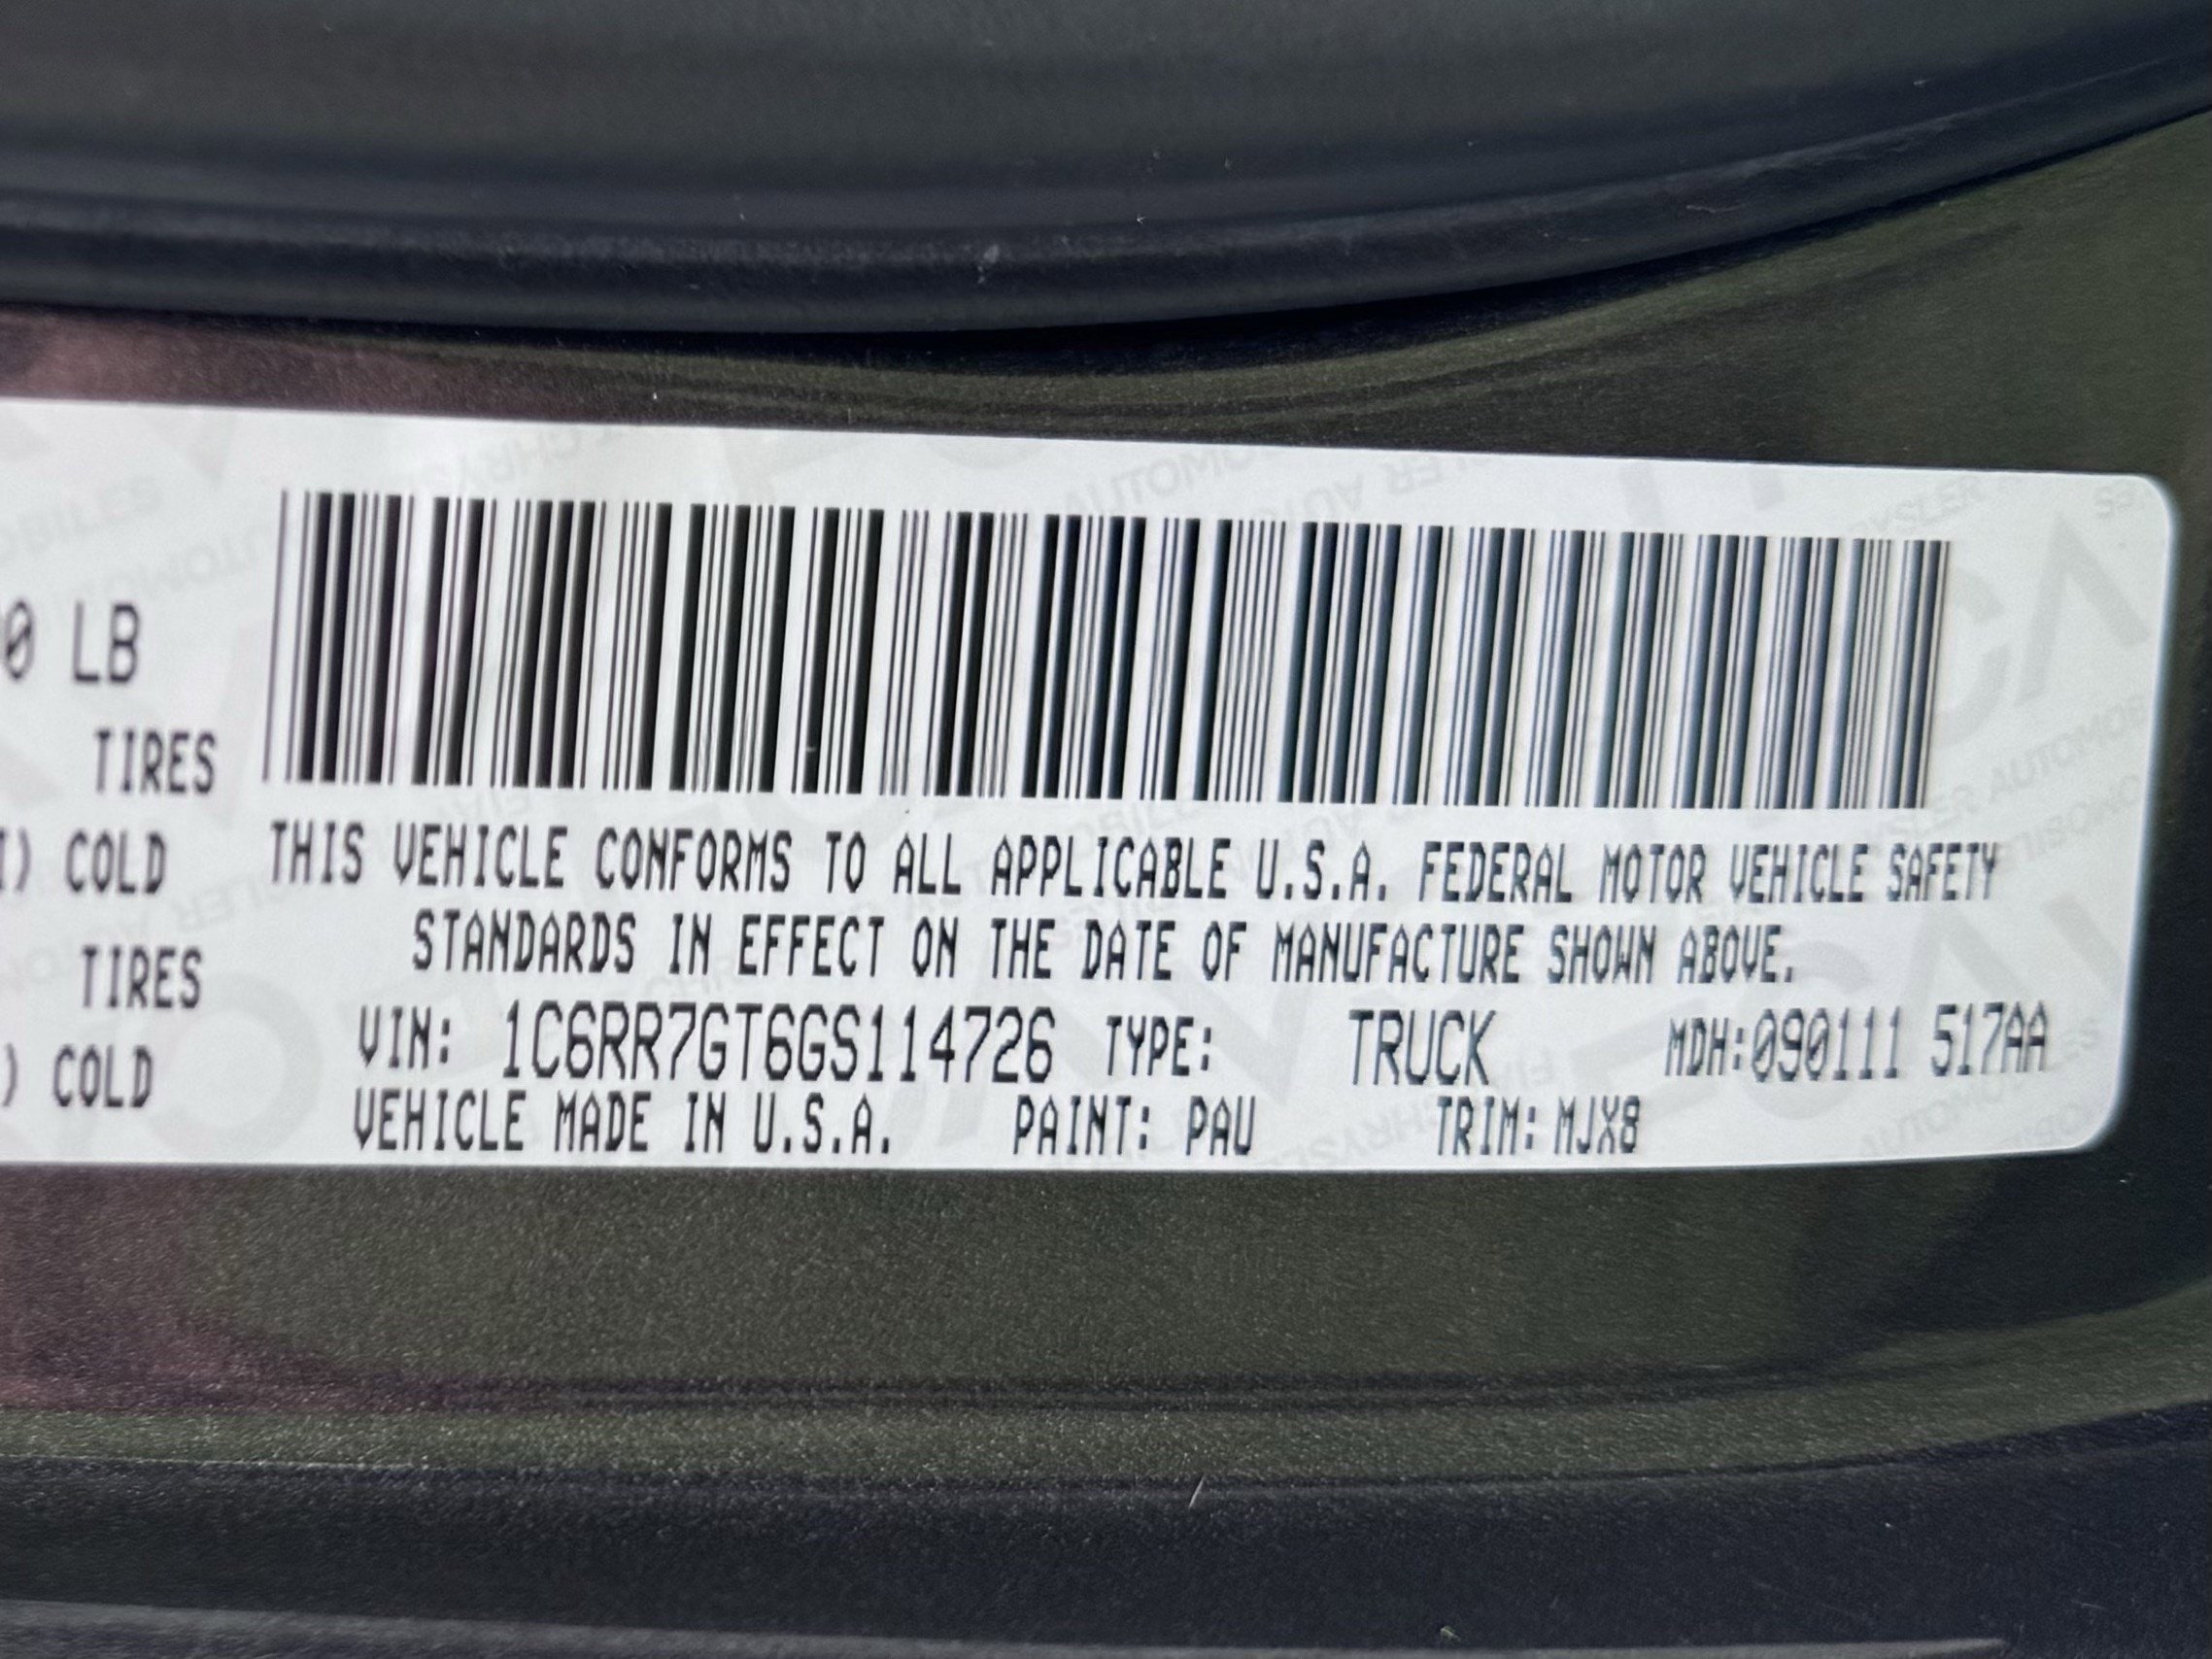 0 LB
TIRES
) COLD
TIRES
) COLD
THIS VEHICLE CONFORMS TO ALL APPLICABLE U.S.A. FEDERAL MOTOR VEHICLE SAFETY
STANDARDS IN EFFECT ON THE DATE OF MANUFACTURE SHOWN ABOVE.
VIN: 1C6RR7GT6GS114726 TYPE: TRUCK MDH:090111 517AA
VEHICLE MADE IN U.S.A. PAINT: PAU TRIM: MJX8